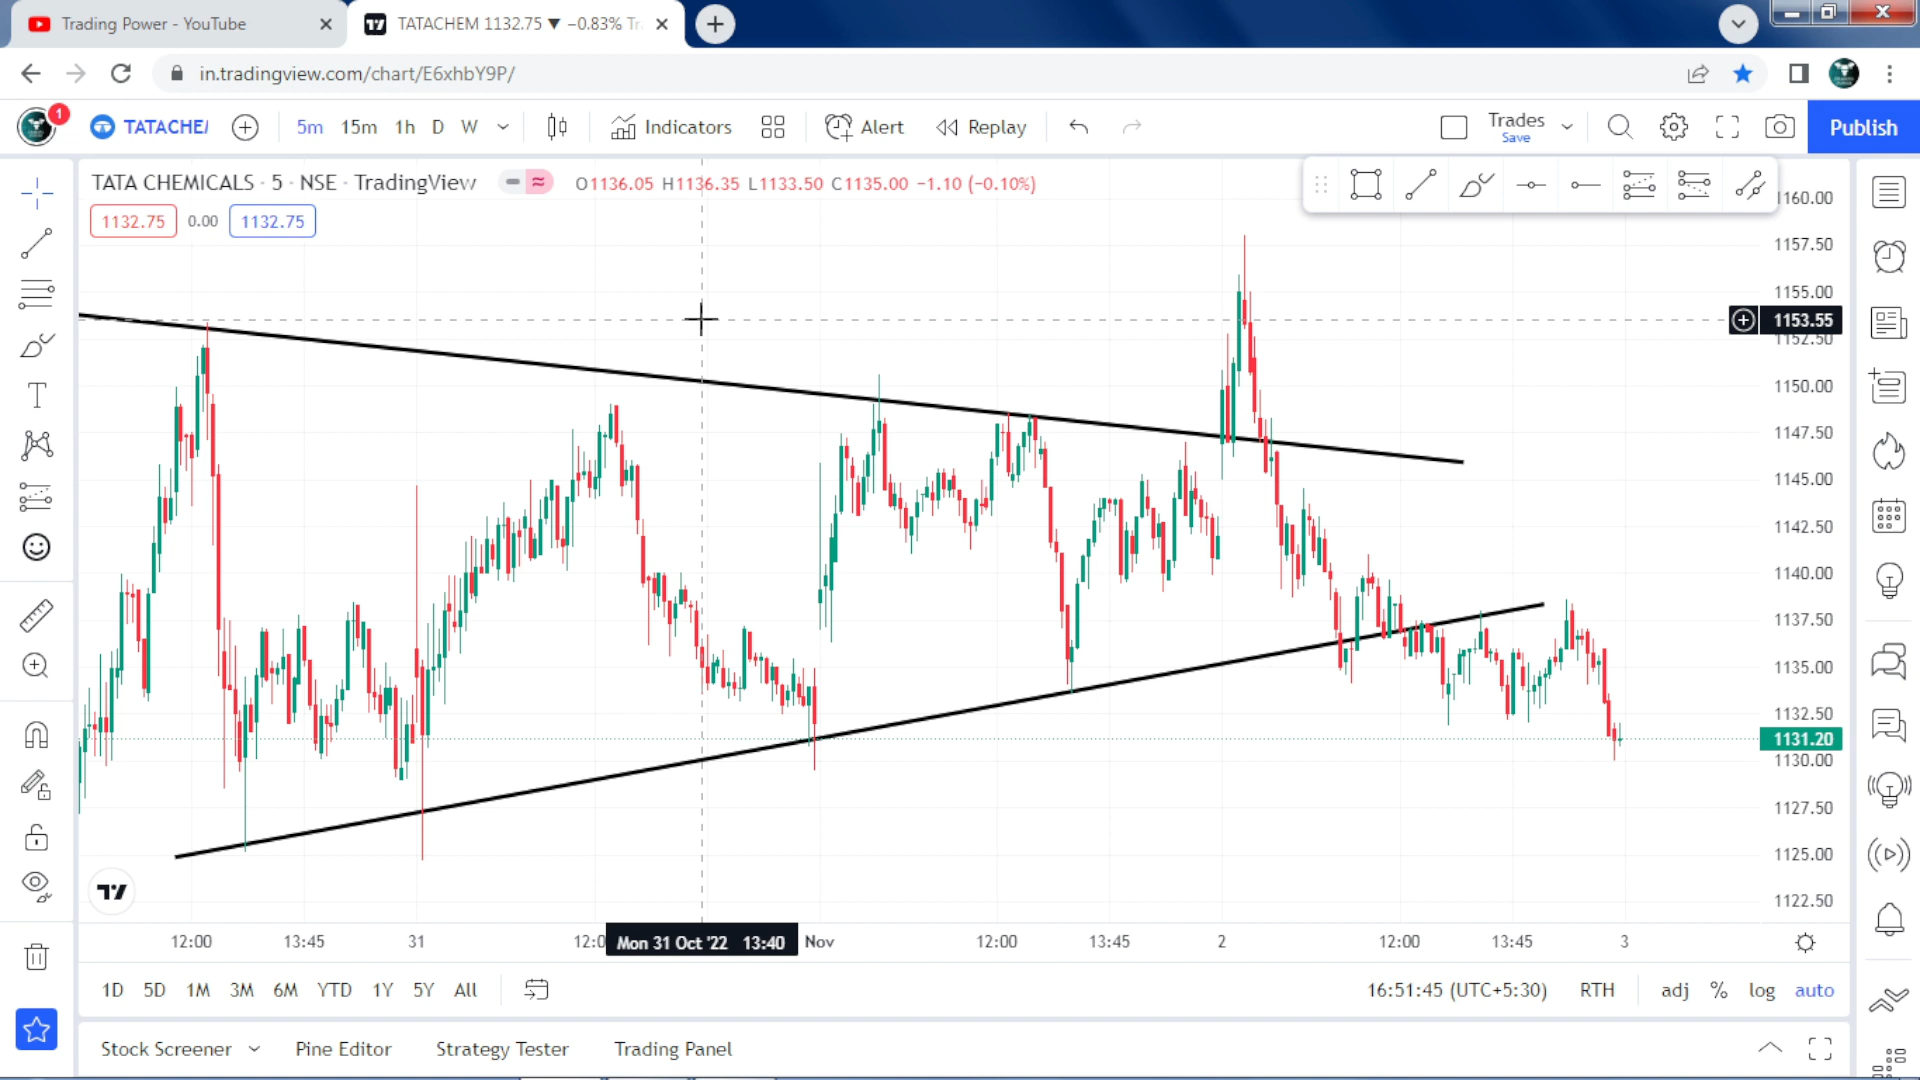 Trading Power - YouTube
TATACHEM 1132.75 ▼ −0.83% Tr
in.tradingview.com/chart/E6xhbY9P/
1
TATACHE
5m 15m 1h D W
Indicators
Alert
Replay
Trades
Save
Publish
TATA CHEMICALS · 5 · NSE · TradingView
O1136.05 H1136.35 L1133.50 C1135.00 −1.10 (−0.10%)
1132.75 0.00 1132.75
1160.00
1157.50
1155.00
1153.55
1152.50
1150.00
1147.50
1145.00
1142.50
1140.00
1137.50
1135.00
1132.50
1131.20
1130.00
1127.50
1125.00
1122.50
12:00 13:45 31 12:0 Mon 31 Oct '22 13:40 Nov 12:00 13:45 2 12:00 13:45 3
1D 5D 1M 3M 6M YTD 1Y 5Y All
16:51:45 (UTC+5:30) RTH adj % log auto
Stock Screener Pine Editor Strategy Tester Trading Panel